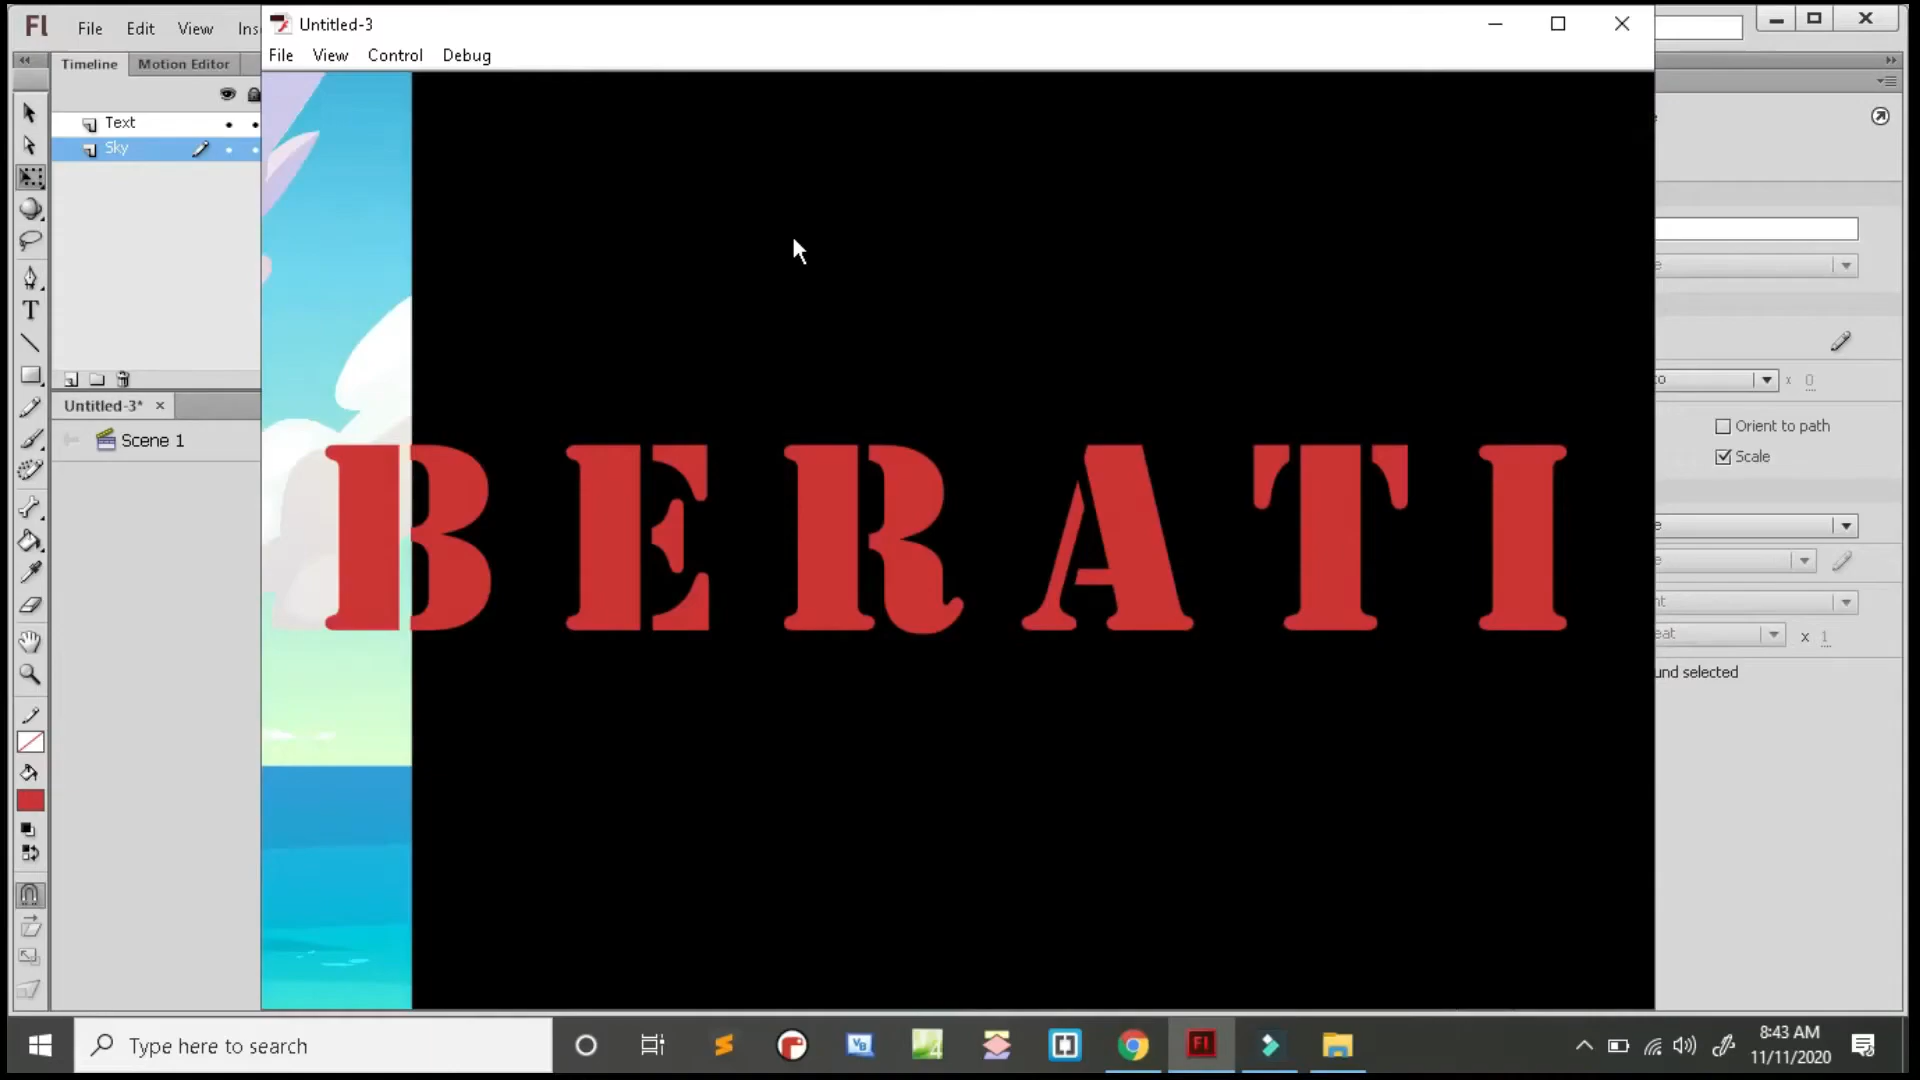 Fl File Edit View Ins
Untitled-3
File View Control Debug
Timeline Motion Editor
Text
Sky
T
Untitled-3* ×
Scene 1
BERATI
x 0
Orient to path
Scale
x 1
und selected
Type here to search
Fl
8:43 AM
11/11/2020